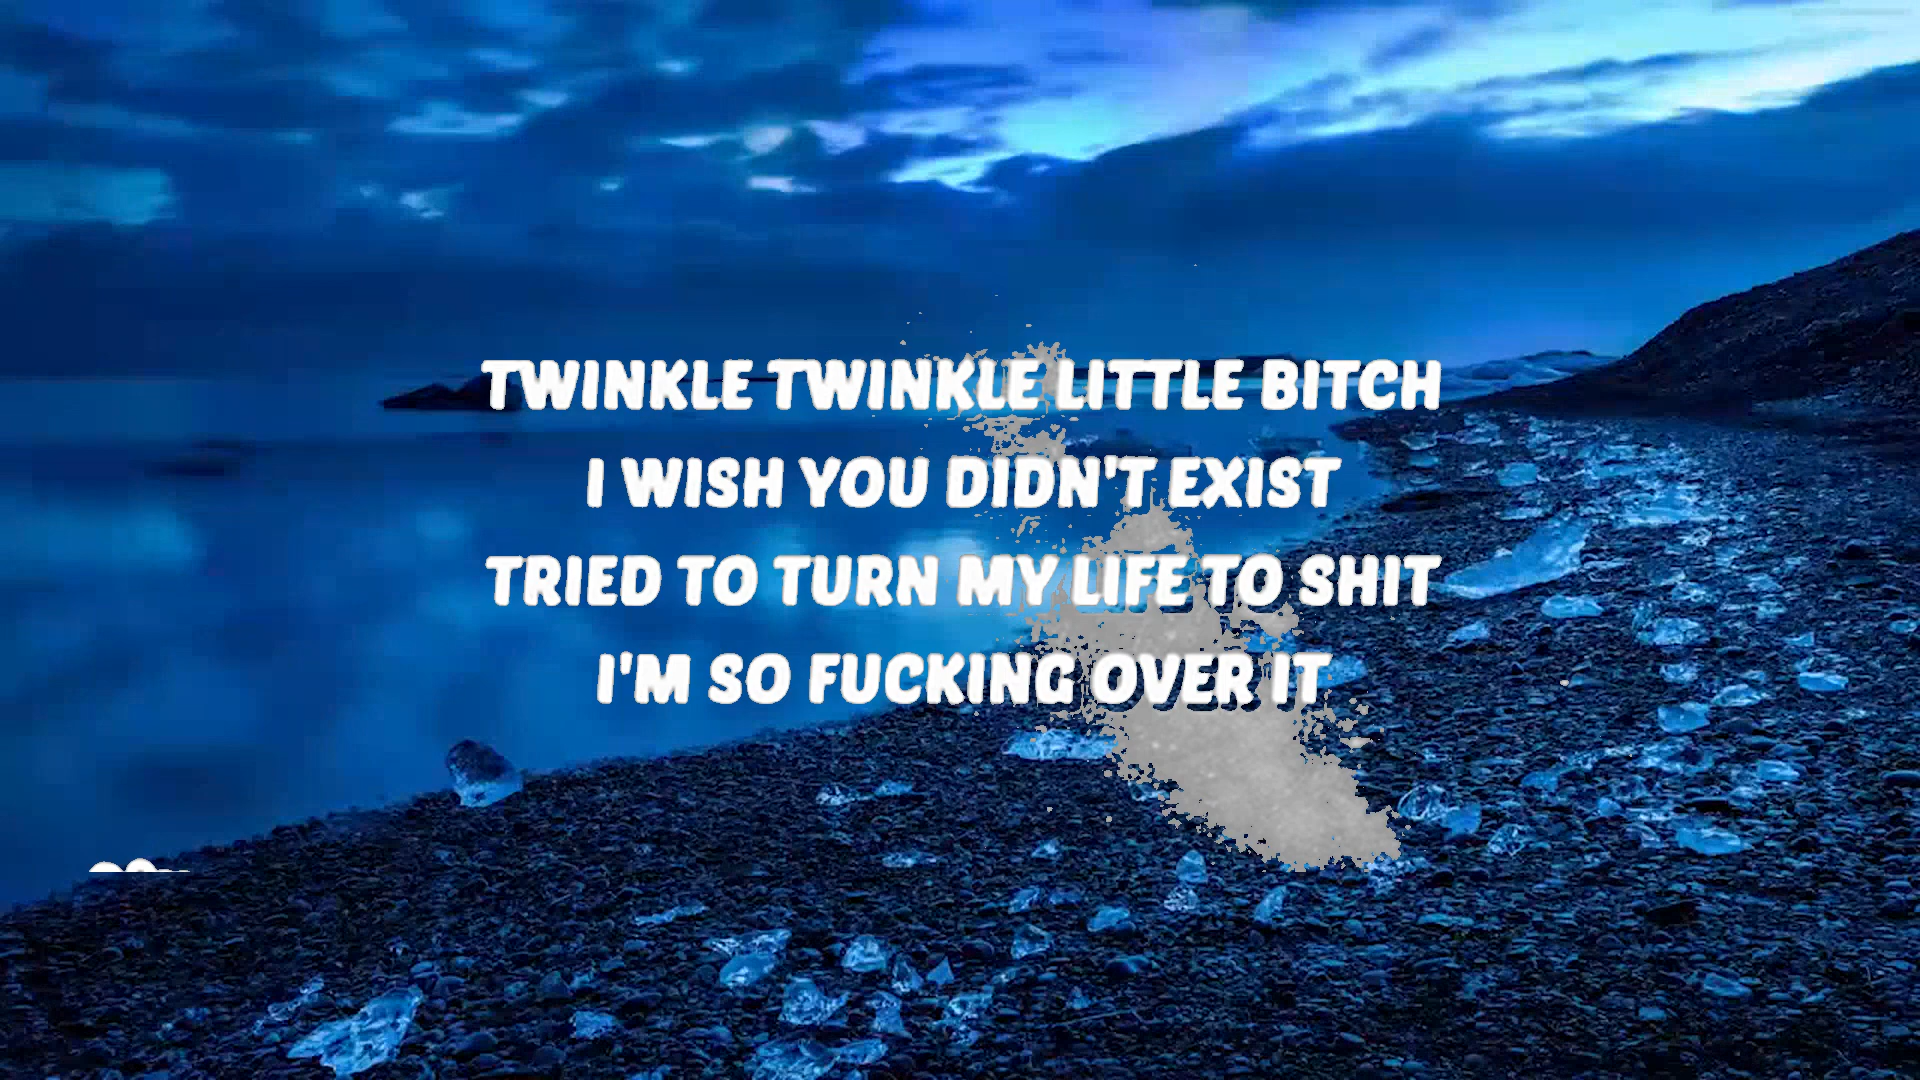 TWINKLE TWINKLE LITTLE BITCH
I WISH YOU DIDN'T EXIST
TRIED TO TURN MY LIFE TO SHIT
I'M SO FUCKING OVER IT